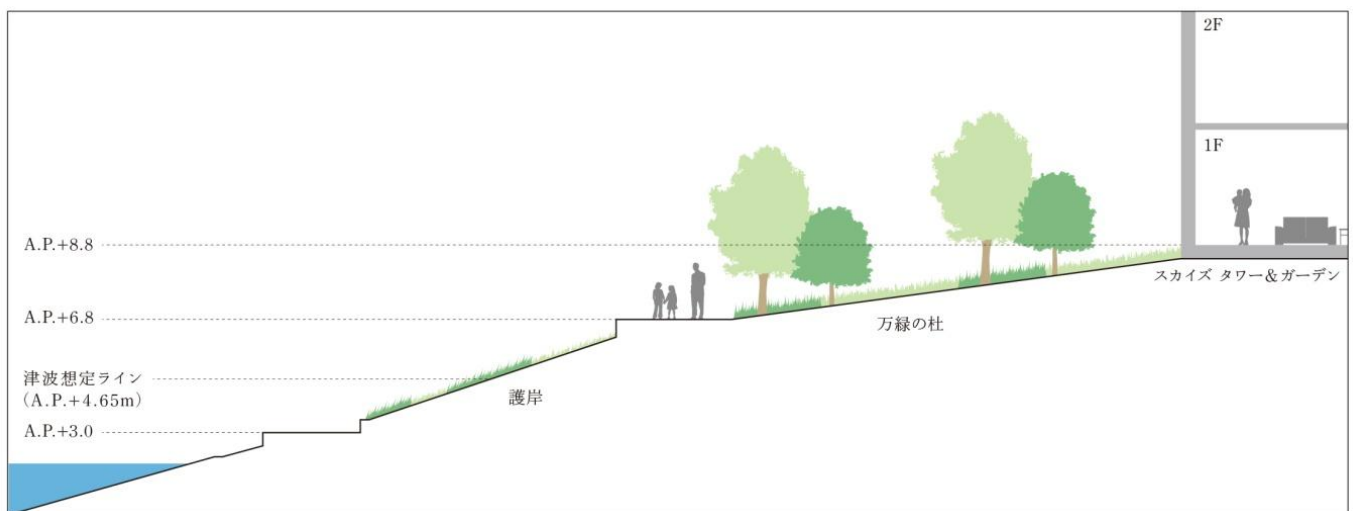 2F
1F
A.P.+8.8
スカイズ タワー&ガーデン
A.P.+6.8
万緑の杜
津波想定ライン
(A.P.+4.65m)
護岸
A.P.+3.0